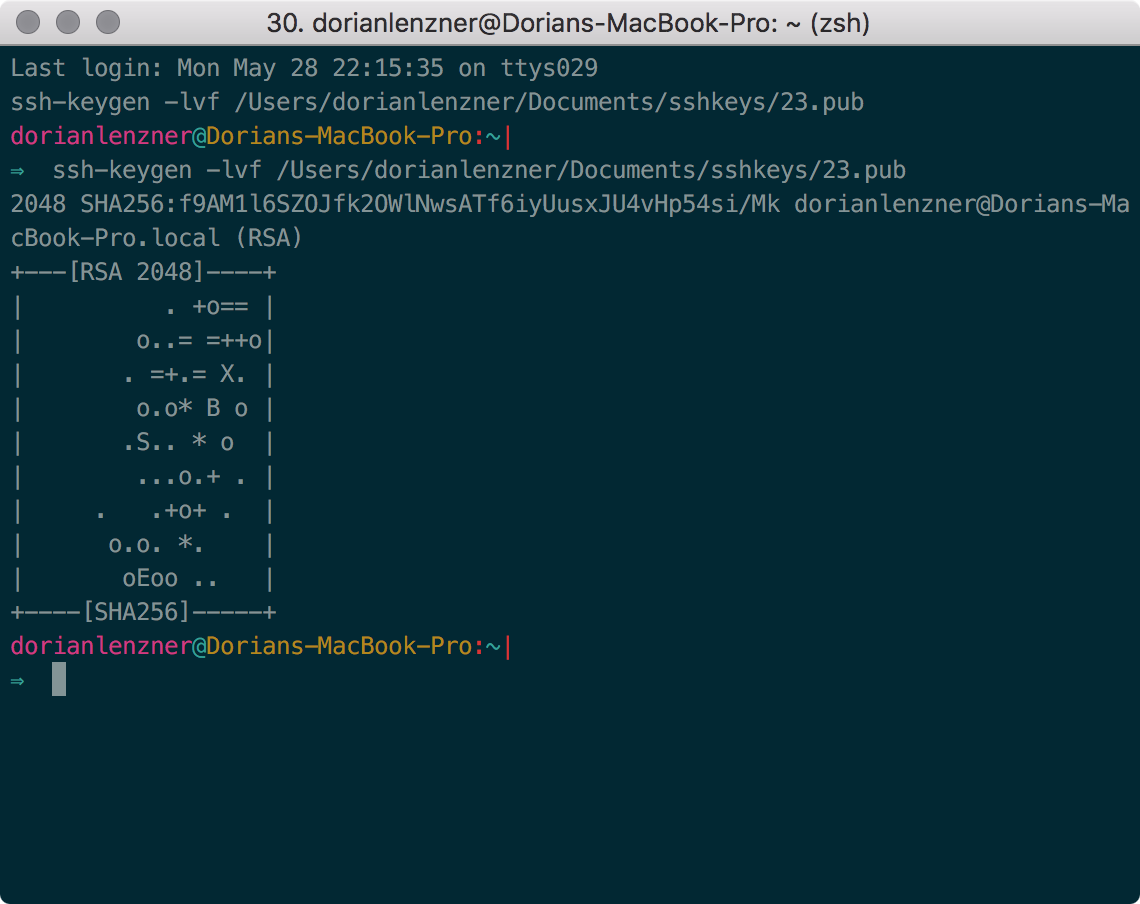 30. dorianlenzner@Dorians-MacBook-Pro: ~ (zsh)
Last login: Mon May 28 22:15:35 on ttys029
ssh-keygen -lvf /Users/dorianlenzner/Documents/sshkeys/23.pub
dorianlenzner@Dorians-MacBook-Pro:~|
⇒  ssh-keygen -lvf /Users/dorianlenzner/Documents/sshkeys/23.pub
2048 SHA256:f9AM1l6SZOJfk2OWlNwsATf6iyUusxJU4vHp54si/Mk dorianlenzner@Dorians-Ma
cBook-Pro.local (RSA)
+---[RSA 2048]----+
|          . +o== |
|        o..= =++o|
|       . =+.= X. |
|        o.o* B o |
|       .S.. * o  |
|        ...o.+ . |
|     .   .+o+ .  |
|      o.o. *.    |
|       oEoo ..   |
+----[SHA256]-----+
dorianlenzner@Dorians-MacBook-Pro:~|
⇒